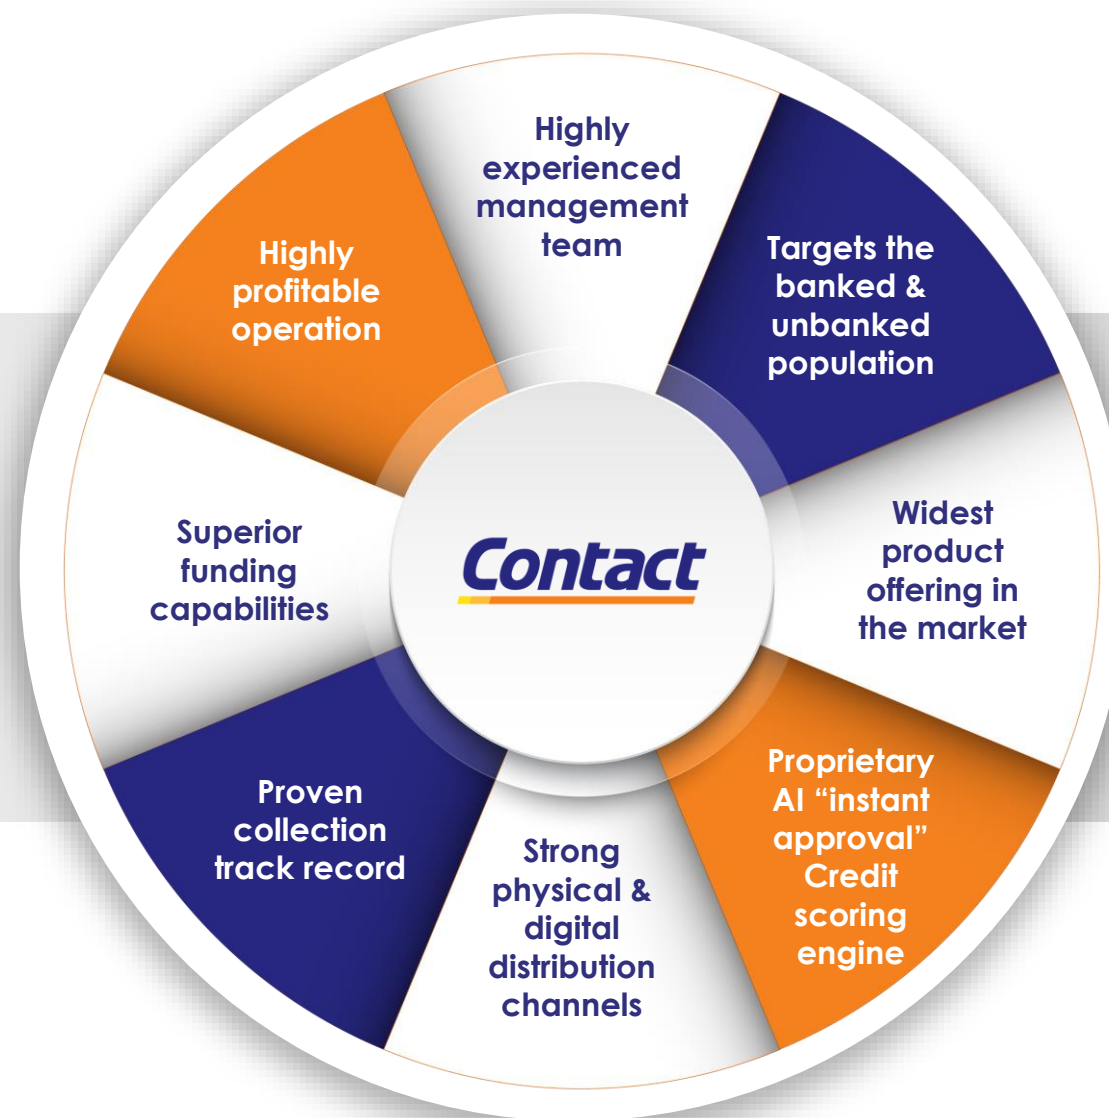 Highly
experienced
management
team
Targets the
banked &
unbanked
population
Widest
product
offering in
the market
Proprietary
AI “instant
approval”
Credit
scoring
engine
Strong
physical &
digital
distribution
channels
Proven
collection
track record
Superior
funding
capabilities
Highly
profitable
operation
Contact